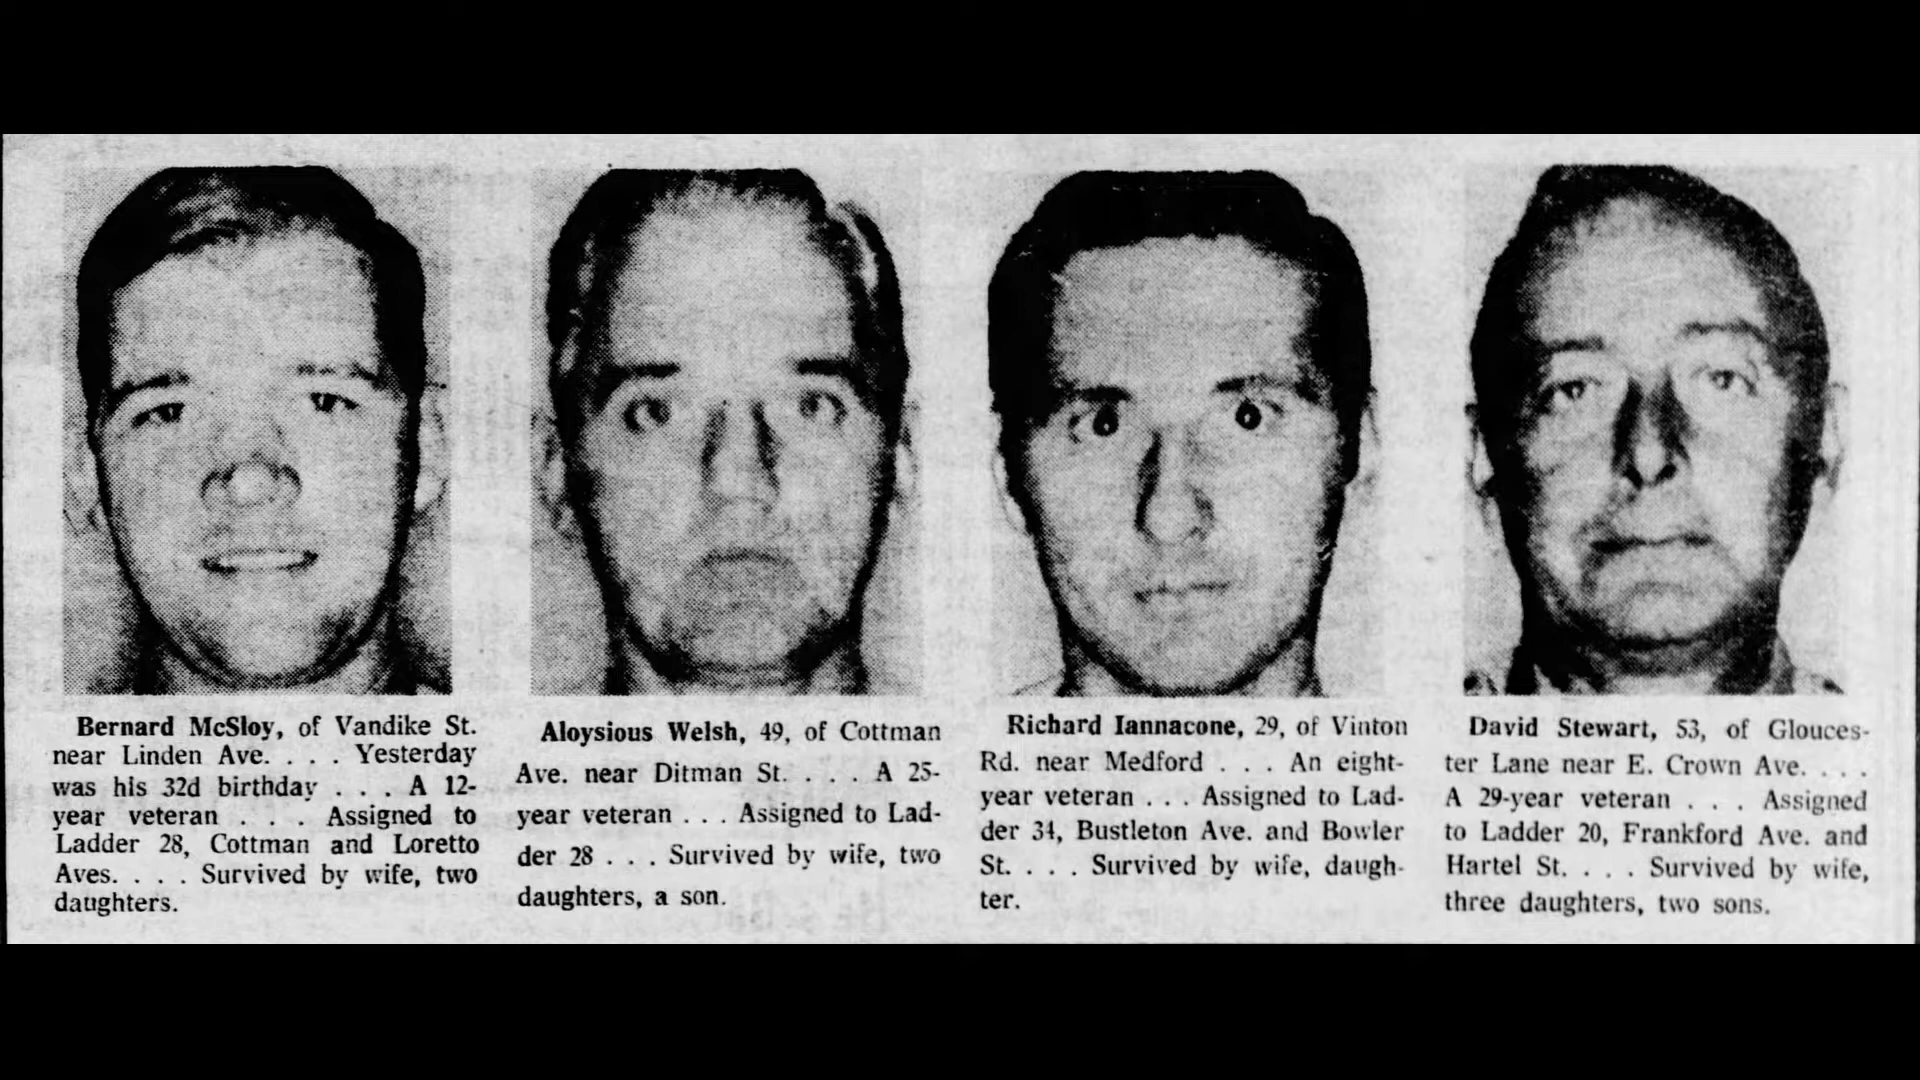 Bernard McSloy, of Vandike St.
near Linden Ave. . . . Yesterday
was his 32d birthday . . . A 12-
year veteran . . . Assigned to
Ladder 28, Cottman and Loretto
Aves. . . . Survived by wife, two
daughters.
Aloysious Welsh, 49, of Cottman
Ave. near Ditman St. . . . A 25-
year veteran . . . Assigned to Lad-
der 28 . . . Survived by wife, two
daughters, a son.
Richard Iannacone, 29, of Vinton
Rd. near Medford . . . An eight-
year veteran . . . Assigned to Lad-
der 34, Bustleton Ave. and Bowler
St. . . . Survived by wife, daugh-
ter.
David Stewart, 53, of Glouces-
ter Lane near E. Crown Ave. . . .
A 29-year veteran . . . Assigned
to Ladder 20, Frankford Ave. and
Hartel St. . . . Survived by wife,
three daughters, two sons.